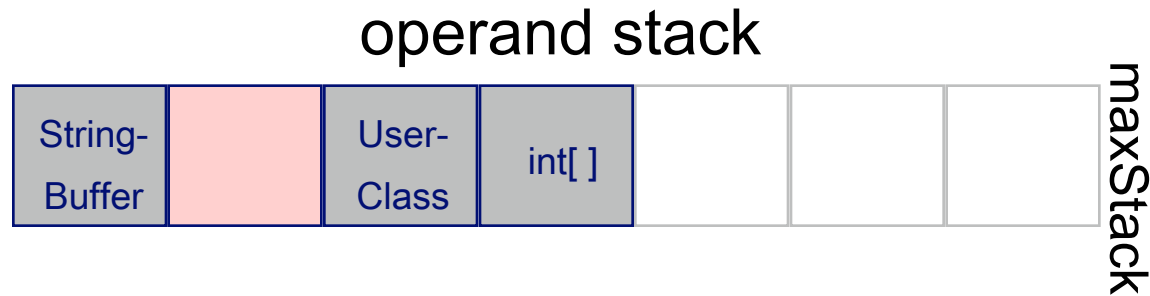 operand stack
String-
Buffer
User-
Class
int[ ]
maxStack